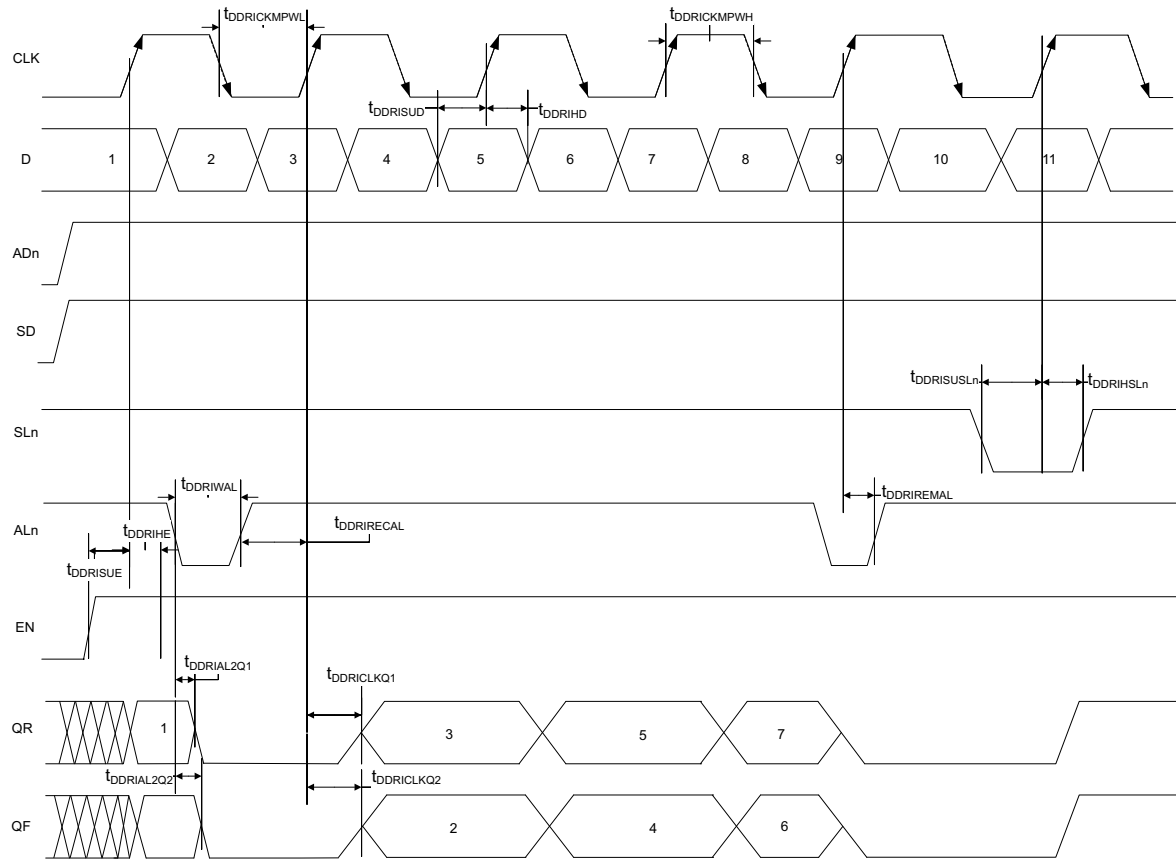 tDDRICKMPWL
tDDRICKMPWH
CLK
tDDRISUD
tDDRIHD
D
1 2 3 4 5 6 7 8 9 10 11
ADn
SD
tDDRISUSLn
tDDRIHSLn
SLn
tDDRIWAL
tDDRIREMAL
ALn
tDDRIHE
tDDRIRECAL
tDDRISUE
EN
tDDRIAL2Q1
tDDRICLKQ1
QR
1 3 5 7
tDDRIAL2Q2
tDDRICLKQ2
QF
2 4 6